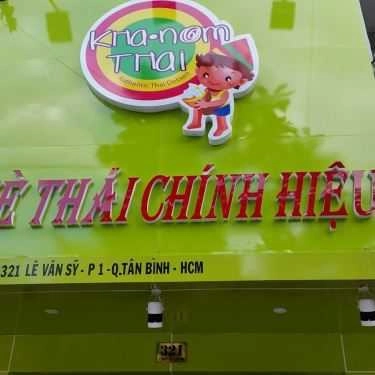 Kha•nom
THAI
Authentic Thai Dessert
È THÁI CHÍNH HIỆU
321 LÊ VĂN SỸ - P 1 - Q.TÂN BÌNH - HCM
321